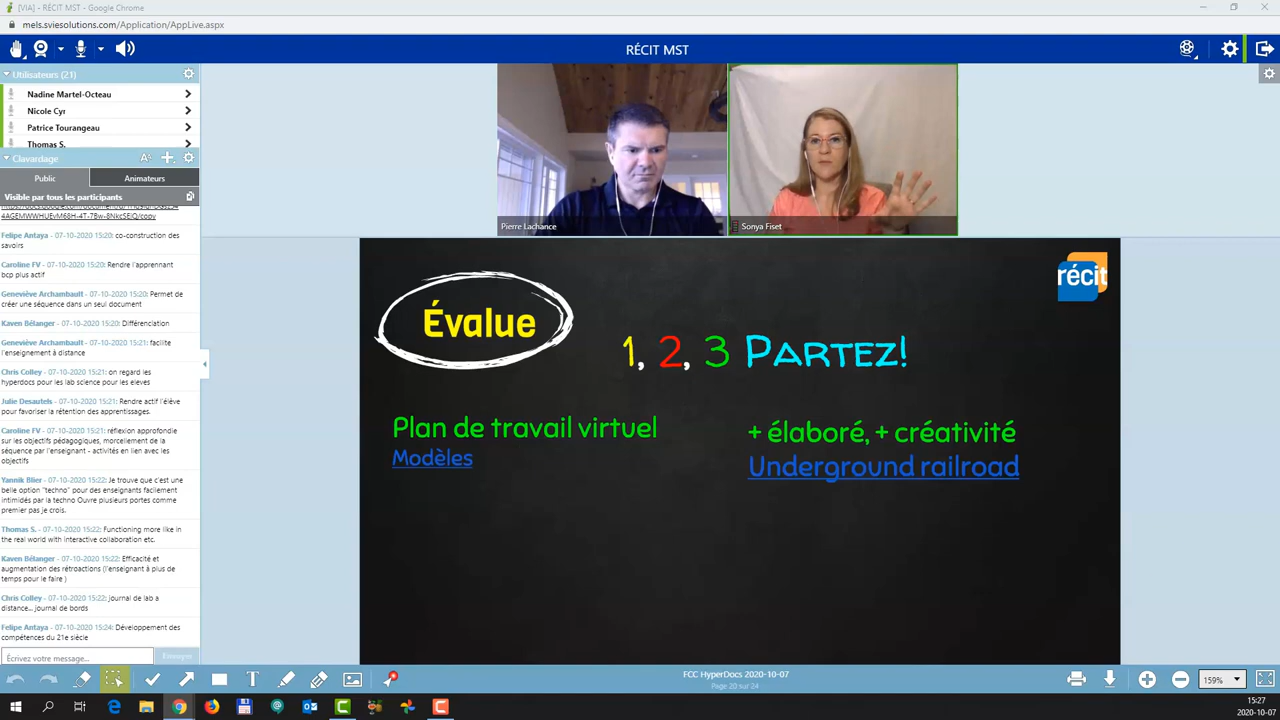 [VIA] - RÉCIT MST - Google Chrome
mels.sviesolutions.com/Application/AppLive.aspx
RÉCIT MST
Utilisateurs (21)
Nadine Martel-Octeau
Nicole Cyr
Patrice Tourangeau
Thomas S.
Clavardage
Public
Animateurs
Visible par tous les participants
Felipe Antaya - 07-10-2020 15:20: co-construction des
savoirs
Caroline FV - 07-10-2020 15:20: Rendre l'apprennant
bcp plus actif
Geneviève Archambault - 07-10-2020 15:20: Permet de
créer une séquence dans un seul document
Kaven Bélanger - 07-10-2020 15:20: Différenciation
Geneviève Archambault - 07-10-2020 15:21: facilite
l'enseignement à distance
Chris Colley - 07-10-2020 15:21: on regard les
hyperdocs pour les lab science pour les eleves
Julie Desautels - 07-10-2020 15:21: Rendre actif l'élève
pour favoriser la rétention des apprentissages.
Caroline FV - 07-10-2020 15:21: réflexion approfondie
sur les objectifs pédagogiques, morcellement de la
séquence par l'enseignant - activités en lien avec les
objectifs
Yannik Blier - 07-10-2020 15:22: Je trouve que c'est une
belle option "techno" pour des enseignants facilement
intimidés par la techno Ouvre plusieurs portes comme
premier pas je crois.
Thomas S. - 07-10-2020 15:22: Functioning more like in
the real world with interactive collaboration etc.
Kaven Bélanger - 07-10-2020 15:22: Efficacité et
augmentation des rétroactions (l'enseignant à plus de
temps pour le faire )
Chris Colley - 07-10-2020 15:22: journal de lab a
distance... journal de bords
Felipe Antaya - 07-10-2020 15:24: Développement des
compétences du 21e siècle
Écrivez votre message...
Envoyer
Pierre Lachance
Sonya Fiset
récit
Évalue
1, 2, 3 Partez!
Plan de travail virtuel
Modèles
+ élaboré, + créativité
Underground railroad
FCC HyperDocs 2020-10-07
Page 20 sur 24
159%
15:27
2020-10-07